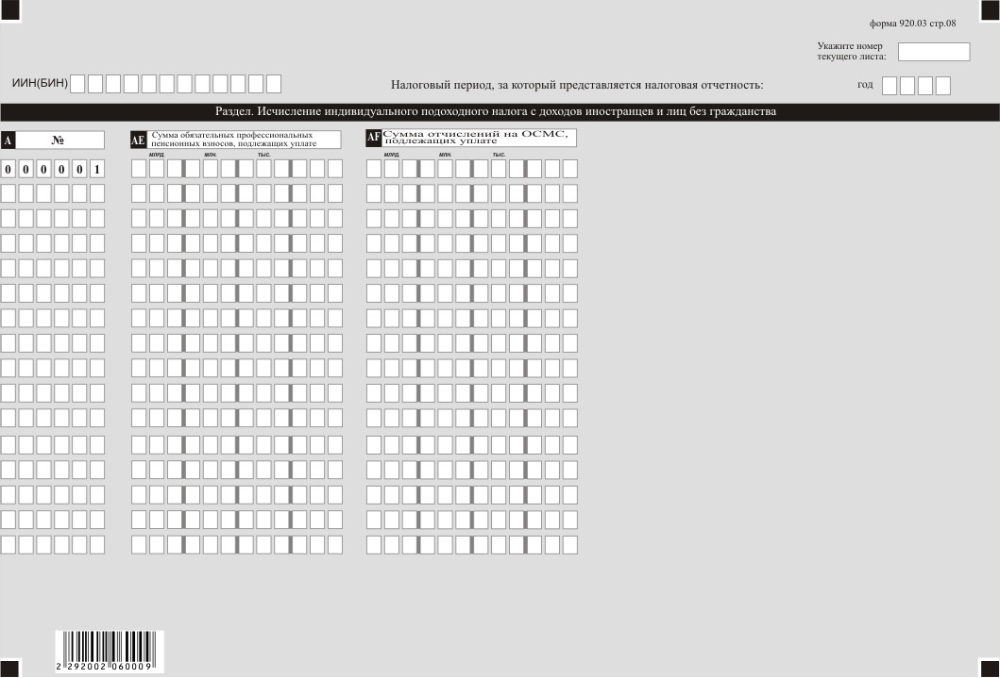 форма 920.03 стр.08
Укажите номер
текущего листа:
ИИН(БИН)
Налоговый период, за который представляется налоговая отчетность:
год
Раздел. Исчисление индивидуального подоходного налога с доходов иностранцев и лиц без гражданства
A №
AE Сумма обязательных профессиональных
пенсионных взносов, подлежащих уплате
AF Сумма отчислений на ОСМС,
подлежащих уплате
МЛРД. МЛН. ТЫС.
МЛРД. МЛН. ТЫС.
0 0 0 0 0 1
2 292002 060009